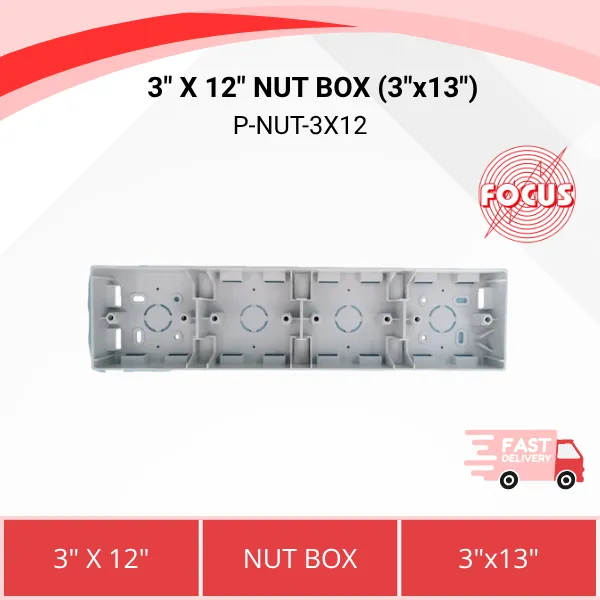 3" X 12" NUT BOX (3"x13")
P-NUT-3X12
FOCUS
FAST
DELIVERY
3" X 12"
NUT BOX
3"x13"